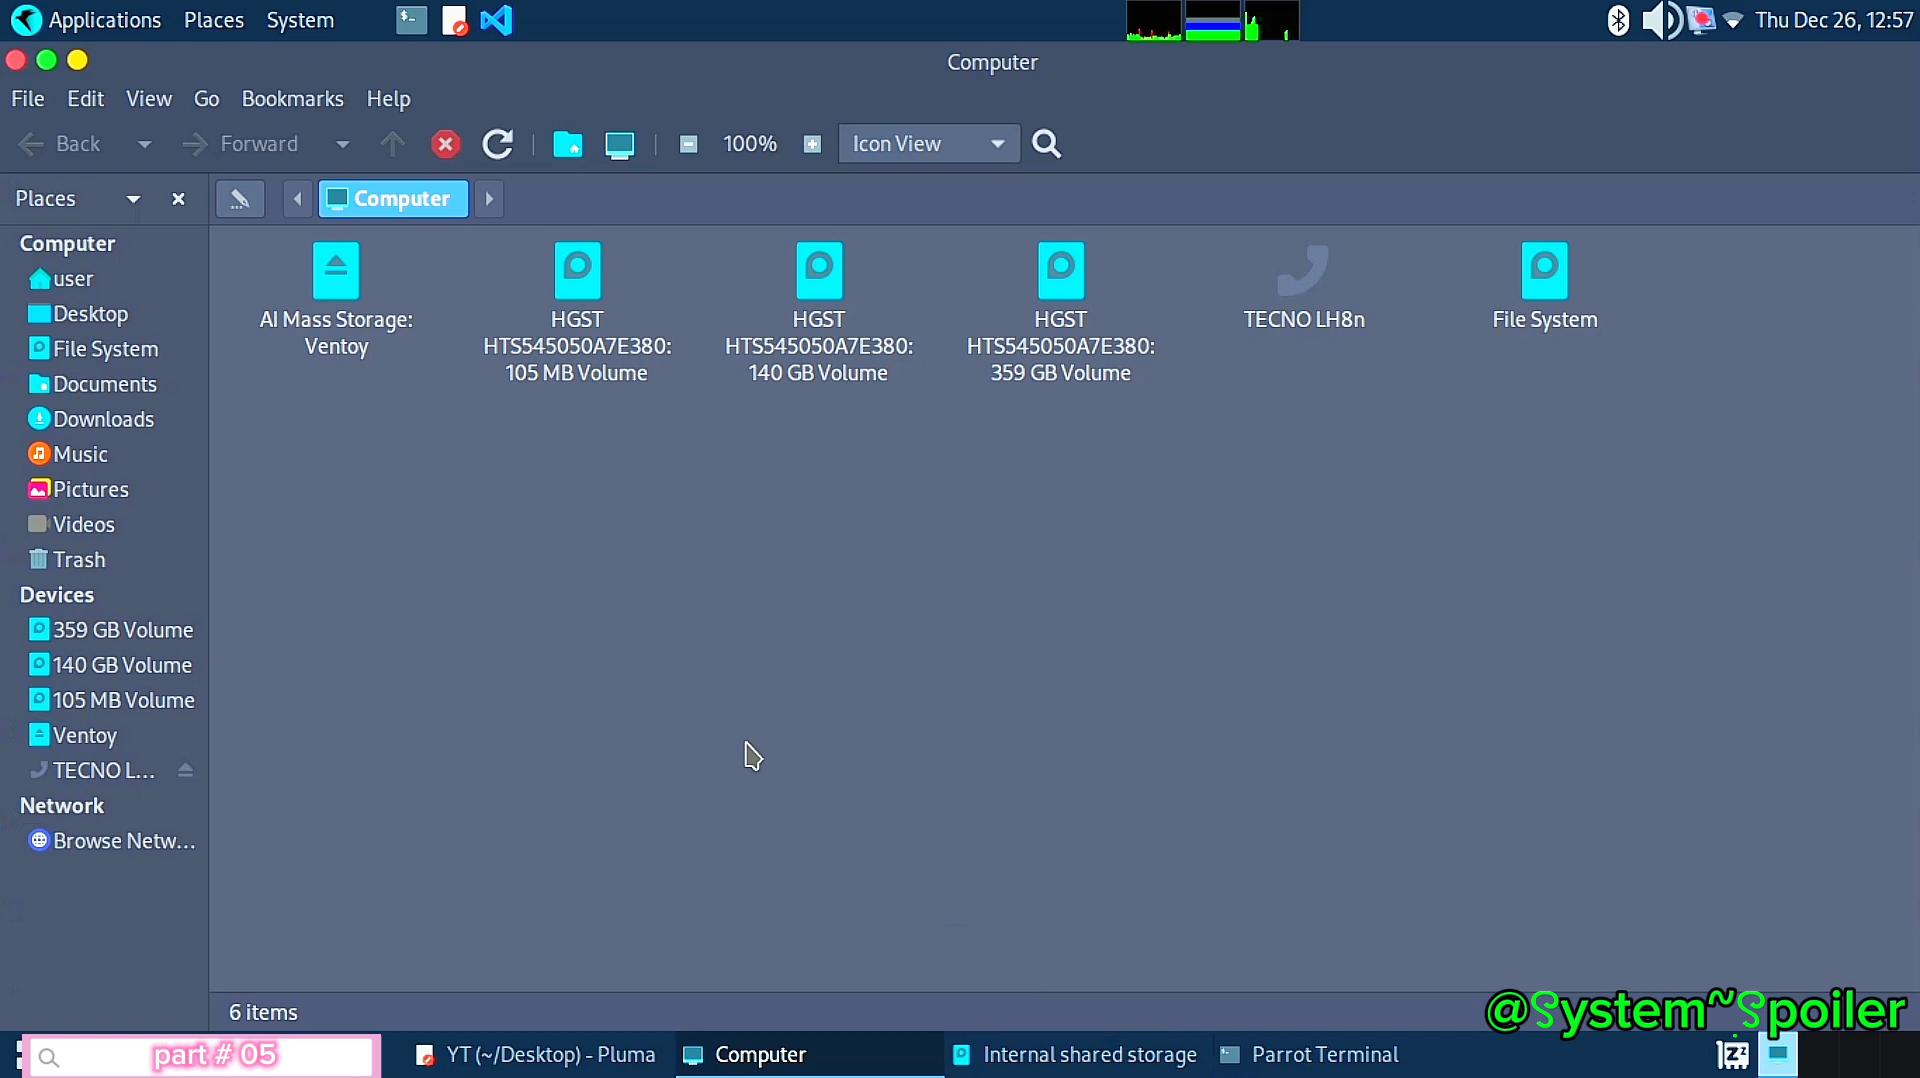 Applications Places System
Thu Dec 26, 12:57
Computer
File Edit View Go Bookmarks Help
Back Forward 100% Icon View
Places Computer
Computer
user
Desktop
File System
Documents
Downloads
Music
Pictures
Videos
Trash
Devices
359 GB Volume
140 GB Volume
105 MB Volume
Ventoy
TECNO L...
Network
Browse Netw...
AI Mass Storage:
Ventoy
HGST
HTS545050A7E380:
105 MB Volume
HGST
HTS545050A7E380:
140 GB Volume
HGST
HTS545050A7E380:
359 GB Volume
TECNO LH8n
File System
6 items
@System~Spoiler
part # 05
YT (~/Desktop) - Pluma
Computer
Internal shared storage
Parrot Terminal